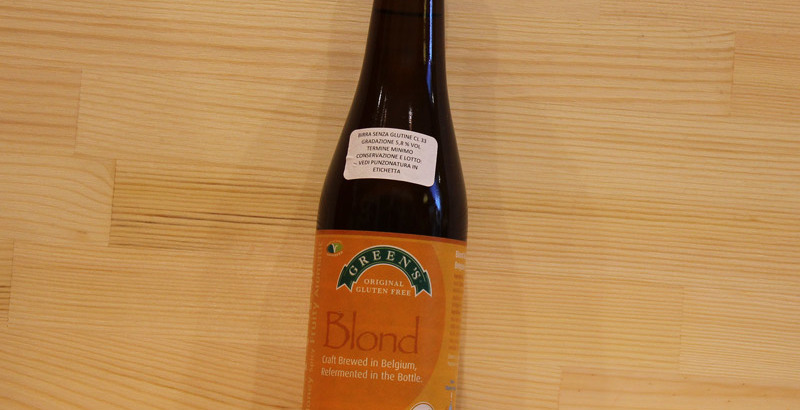 BIRRA SENZA GLUTINE CL 33
GRADAZIONE 5,8 % VOL
TERMINE MINIMO
CONSERVAZIONE E LOTTO:
VEDI PUNZONATURA IN
ETICHETTA
GREEN'S
ORIGINAL
GLUTEN FREE
Blond
Craft Brewed in Belgium,
Refermented in the Bottle.